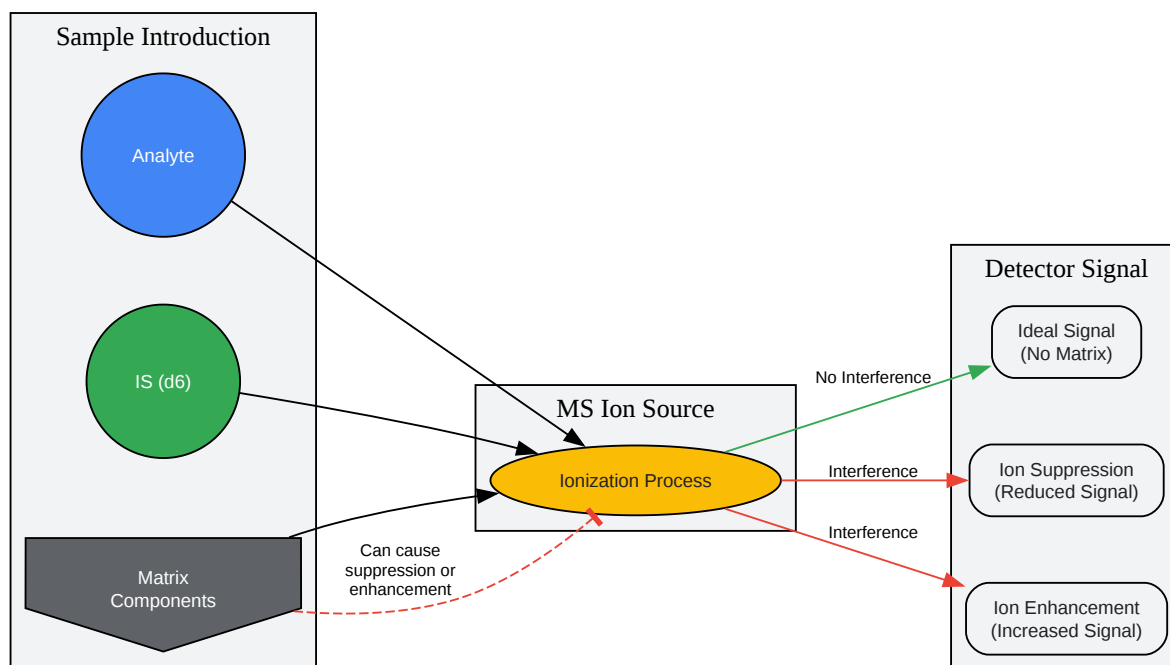 Sample Introduction
Analyte
IS (d6)
Matrix
Components
Can cause
suppression or
enhancement
MS Ion Source
Ionization Process
No Interference
Interference
Interference
Detector Signal
Ideal Signal
(No Matrix)
Ion Suppression
(Reduced Signal)
Ion Enhancement
(Increased Signal)